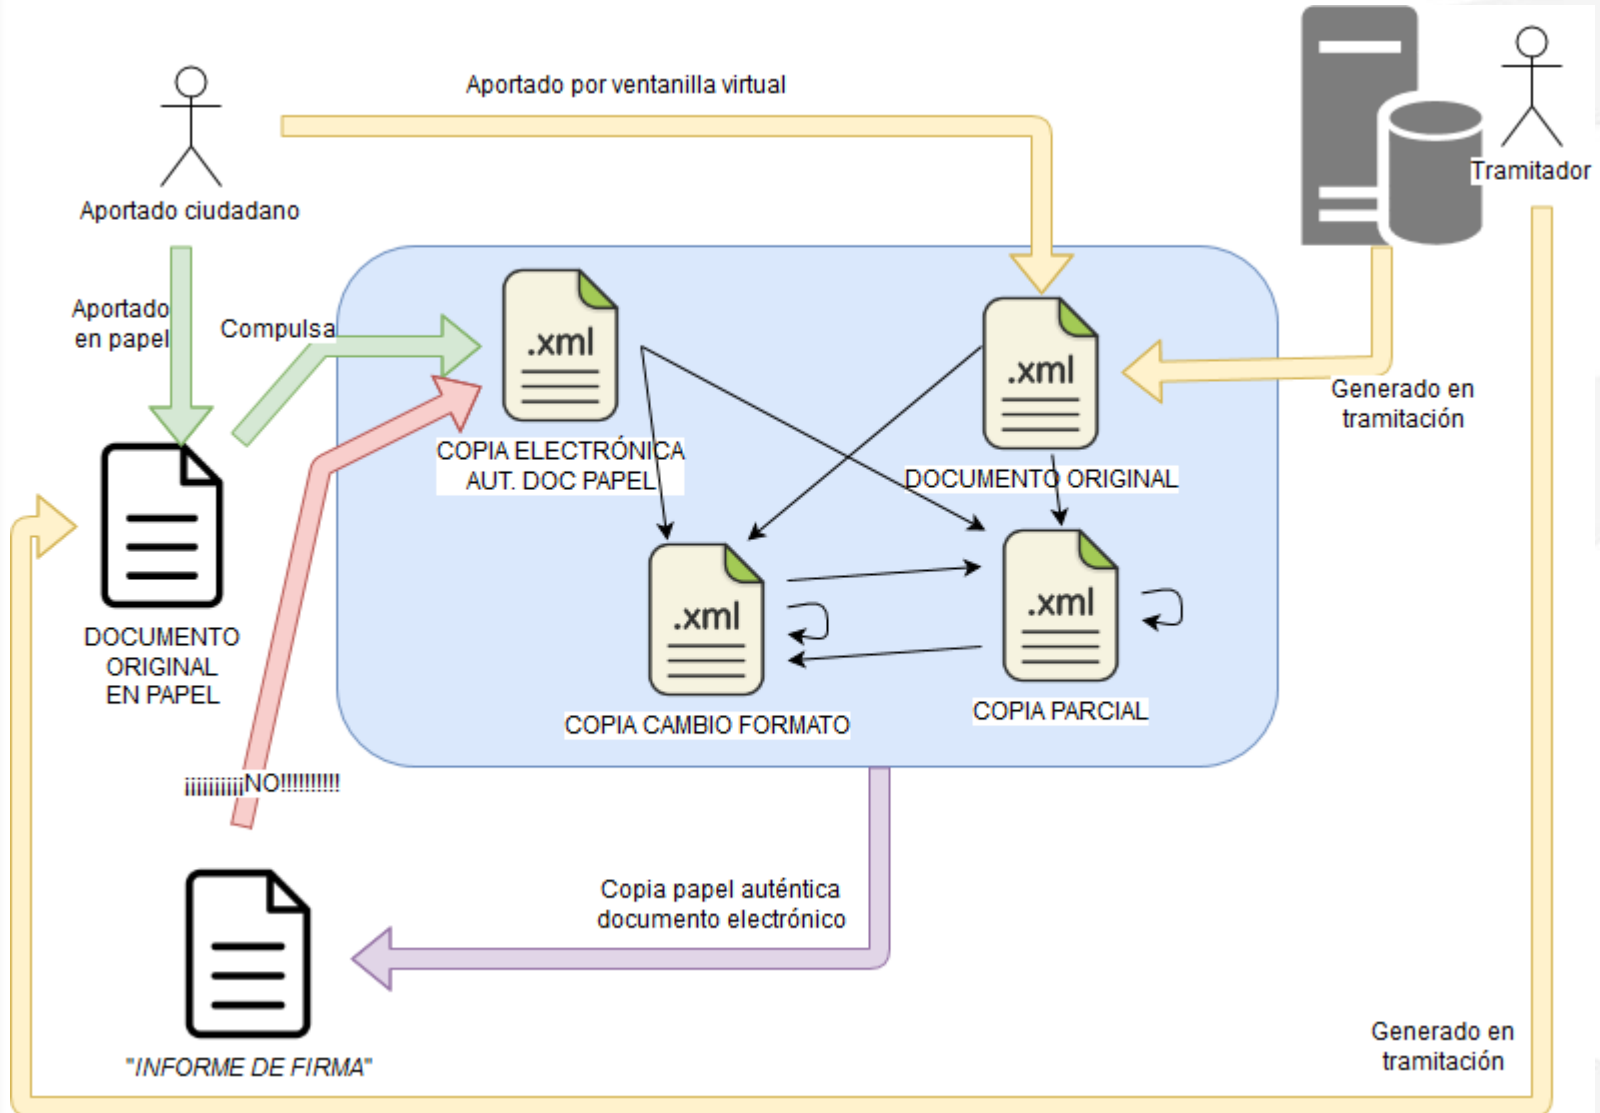 Aportado por ventanilla virtual
Tramitador
Aportado ciudadano
Aportado
en papel
Compulsa
.xml
.xml
Generado en
tramitación
COPIA ELECTRÓNICA
AUT. DOC PAPEL
DOCUMENTO ORIGINAL
.xml
.xml
DOCUMENTO
ORIGINAL
EN PAPEL
COPIA CAMBIO FORMATO
COPIA PARCIAL
¡¡¡¡¡¡¡¡¡¡NO!!!!!!!!!!
Copia papel auténtica
documento electrónico
"INFORME DE FIRMA"
Generado en
tramitación